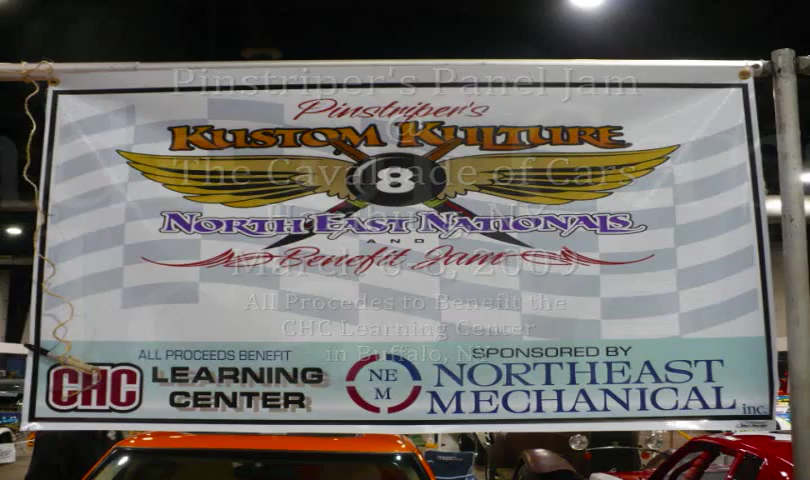 Pinstriper's Panel Jam
@
The Cavalcade of Cars
March 6-8, 2009
All Procedes to Benefit the
CHC Learning Center
in Buffalo, NY
Pinstriper's
KUSTOM KULTURE
8
NORTH EAST NATIONALS
AND
Benefit Jam
ALL PROCEEDS BENEFIT
CHC LEARNING
CENTER
SPONSORED BY
NEM
NORTHEAST
MECHANICAL inc.